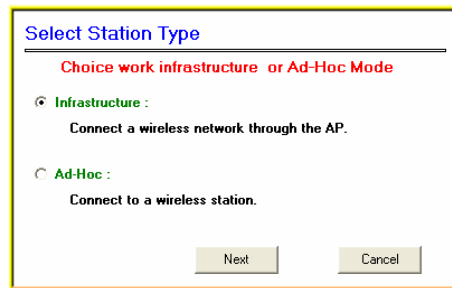 Select Station Type
Choice work infrastructure or Ad-Hoc Mode
Infrastructure :
Connect a wireless network through the AP.
Ad-Hoc :
Connect to a wireless station.
Next Cancel